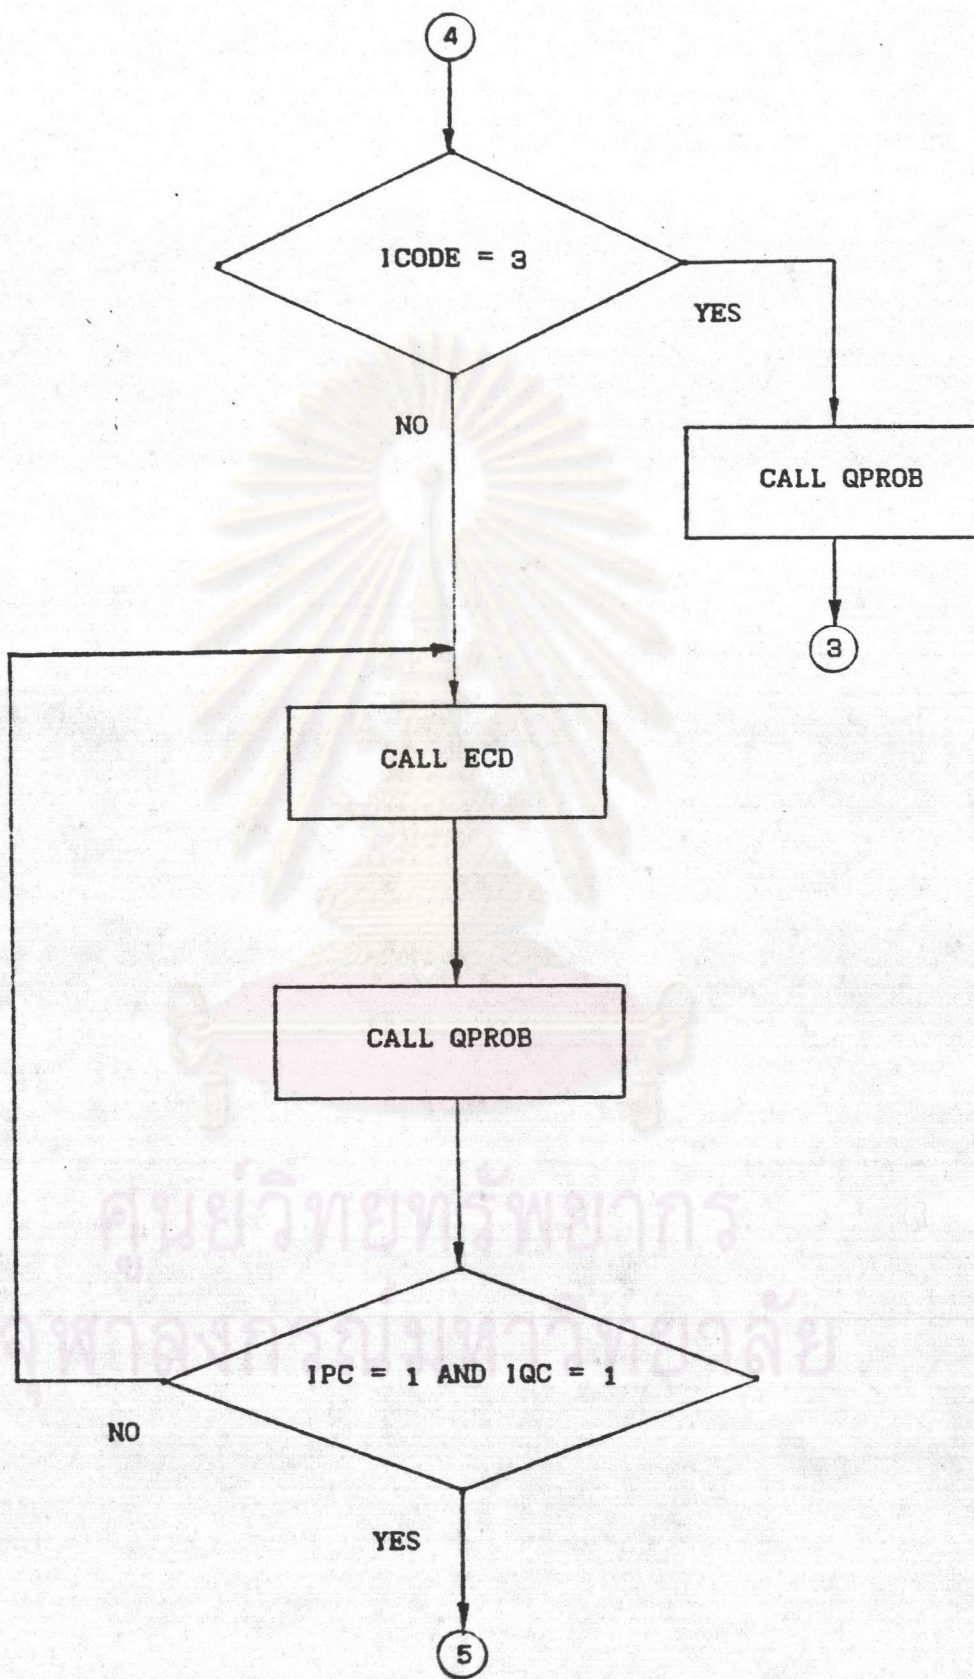 4
ICODE = 3
YES
NO
CALL QPROB
3
CALL ECD
CALL QPROB
ศูนย์วิทยทรัพยากร
จุฬาลงกรณ์มหาวิทยาลัย
IPC = 1 AND IQC = 1
NO
YES
5